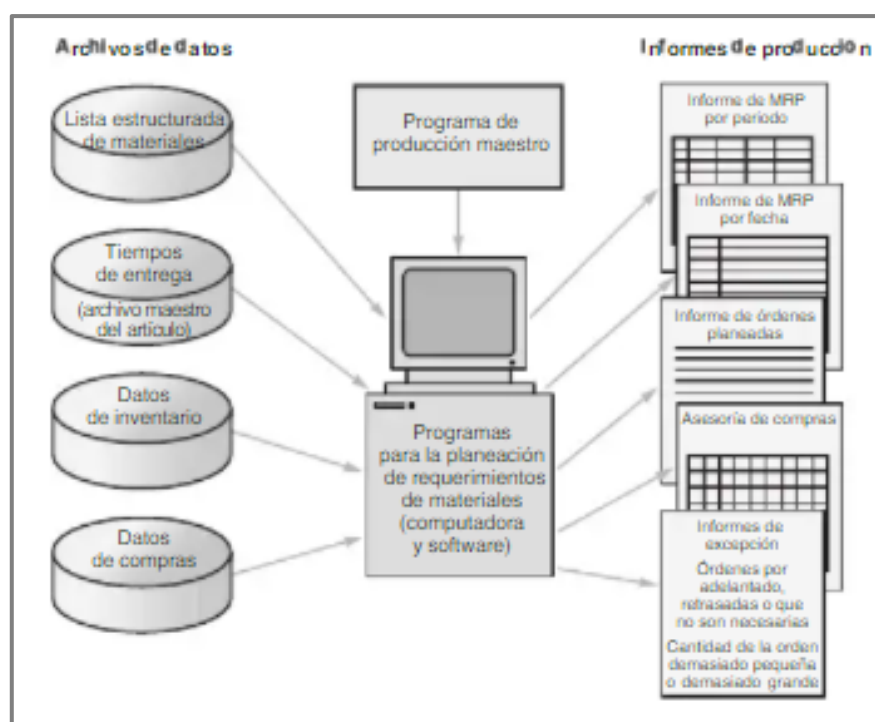 Archivos de datos
Lista estructurada
de materiales
Tiempos
de entrega
(archivo maestro
del artículo)
Datos
de inventario
Datos
de compras
Programa de
producción maestro
Programas
para la planeación
de requerimientos
de materiales
(computadora
y software)
Informes de producción
Informe de MRP
por periodo
Informe de MRP
por fecha
Informe de órdenes
planeadas
Asesoría de compras
Informes de
excepción
Órdenes por
adelantado,
retrasadas o que
no son necesarias
Cantidad de la orden
demasiado pequeña
o demasiado grande